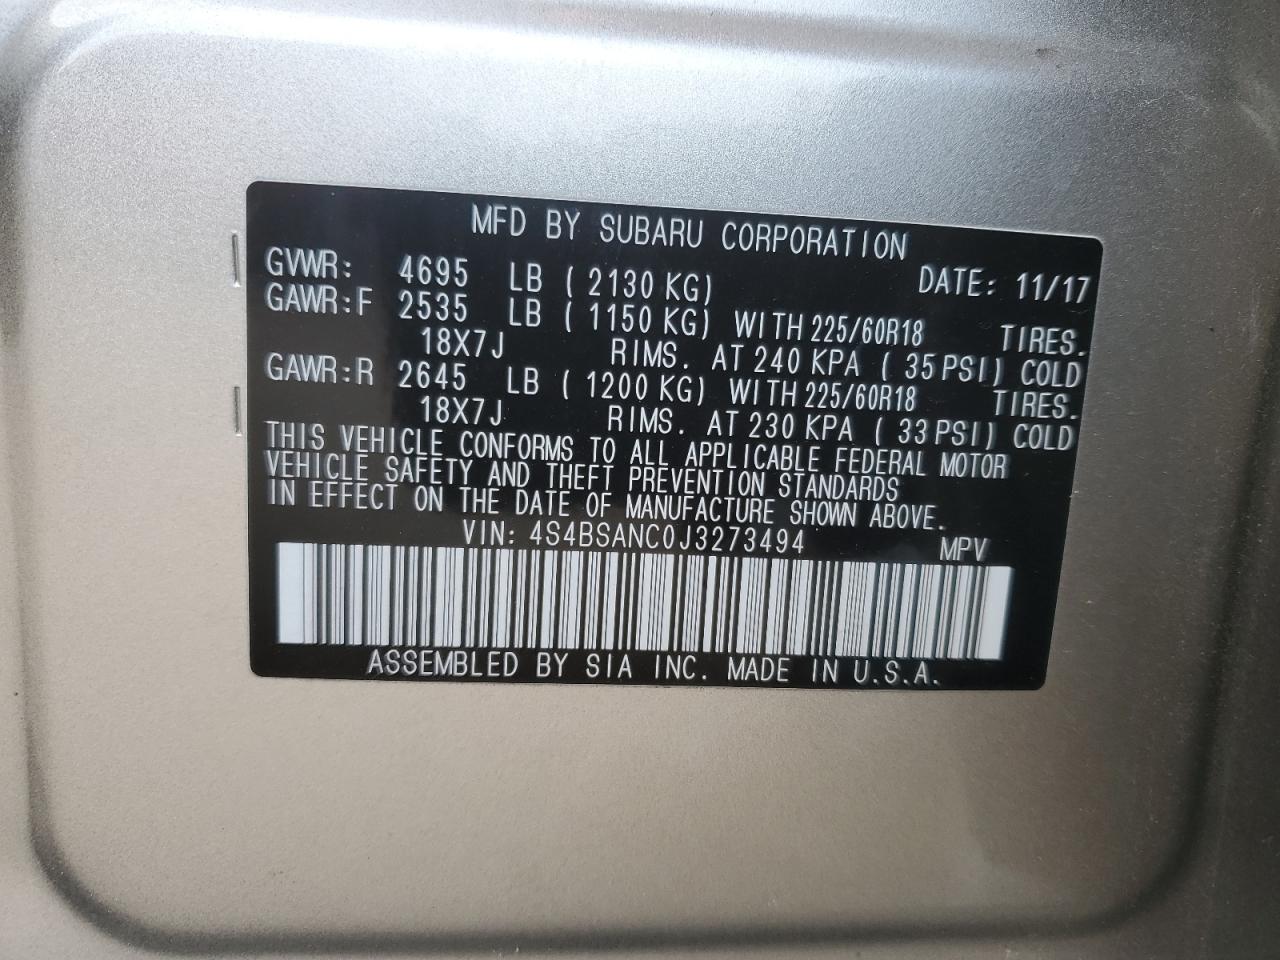 MFD BY SUBARU CORPORATION
GVWR: 4695 LB ( 2130 KG) DATE: 11/17
GAWR:F 2535 LB ( 1150 KG) WITH 225/60R18 TIRES.
18X7J RIMS. AT 240 KPA ( 35 PSI) COLD
GAWR:R 2645 LB ( 1200 KG) WITH 225/60R18 TIRES.
18X7J RIMS. AT 230 KPA ( 33 PSI) COLD
THIS VEHICLE CONFORMS TO ALL APPLICABLE FEDERAL MOTOR
VEHICLE SAFETY AND THEFT PREVENTION STANDARDS
IN EFFECT ON THE DATE OF MANUFACTURE SHOWN ABOVE.
VIN: 4S4BSANC0J3273494 MPV
ASSEMBLED BY SIA INC. MADE IN U.S.A.